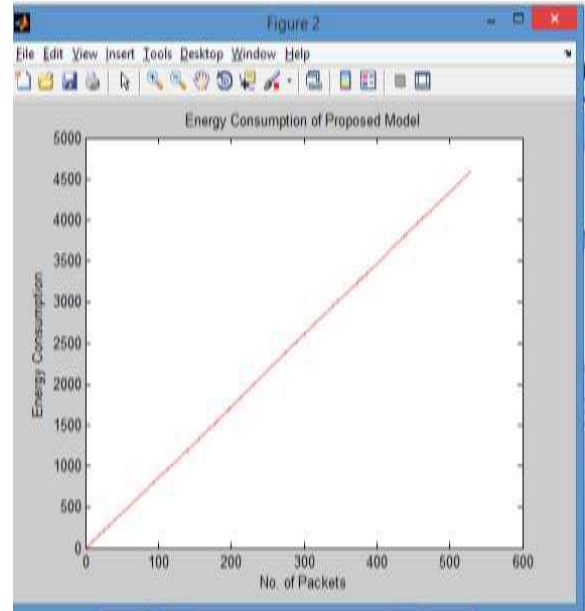 Figure 2
File Edit View Insert Tools Desktop Window Help
Energy Consumption of Proposed Model
5000
4500
4000
3500
3000
2500
2000
1500
1000
500
0
Energy Consumption
0 100 200 300 400 500 600
No. of Packets